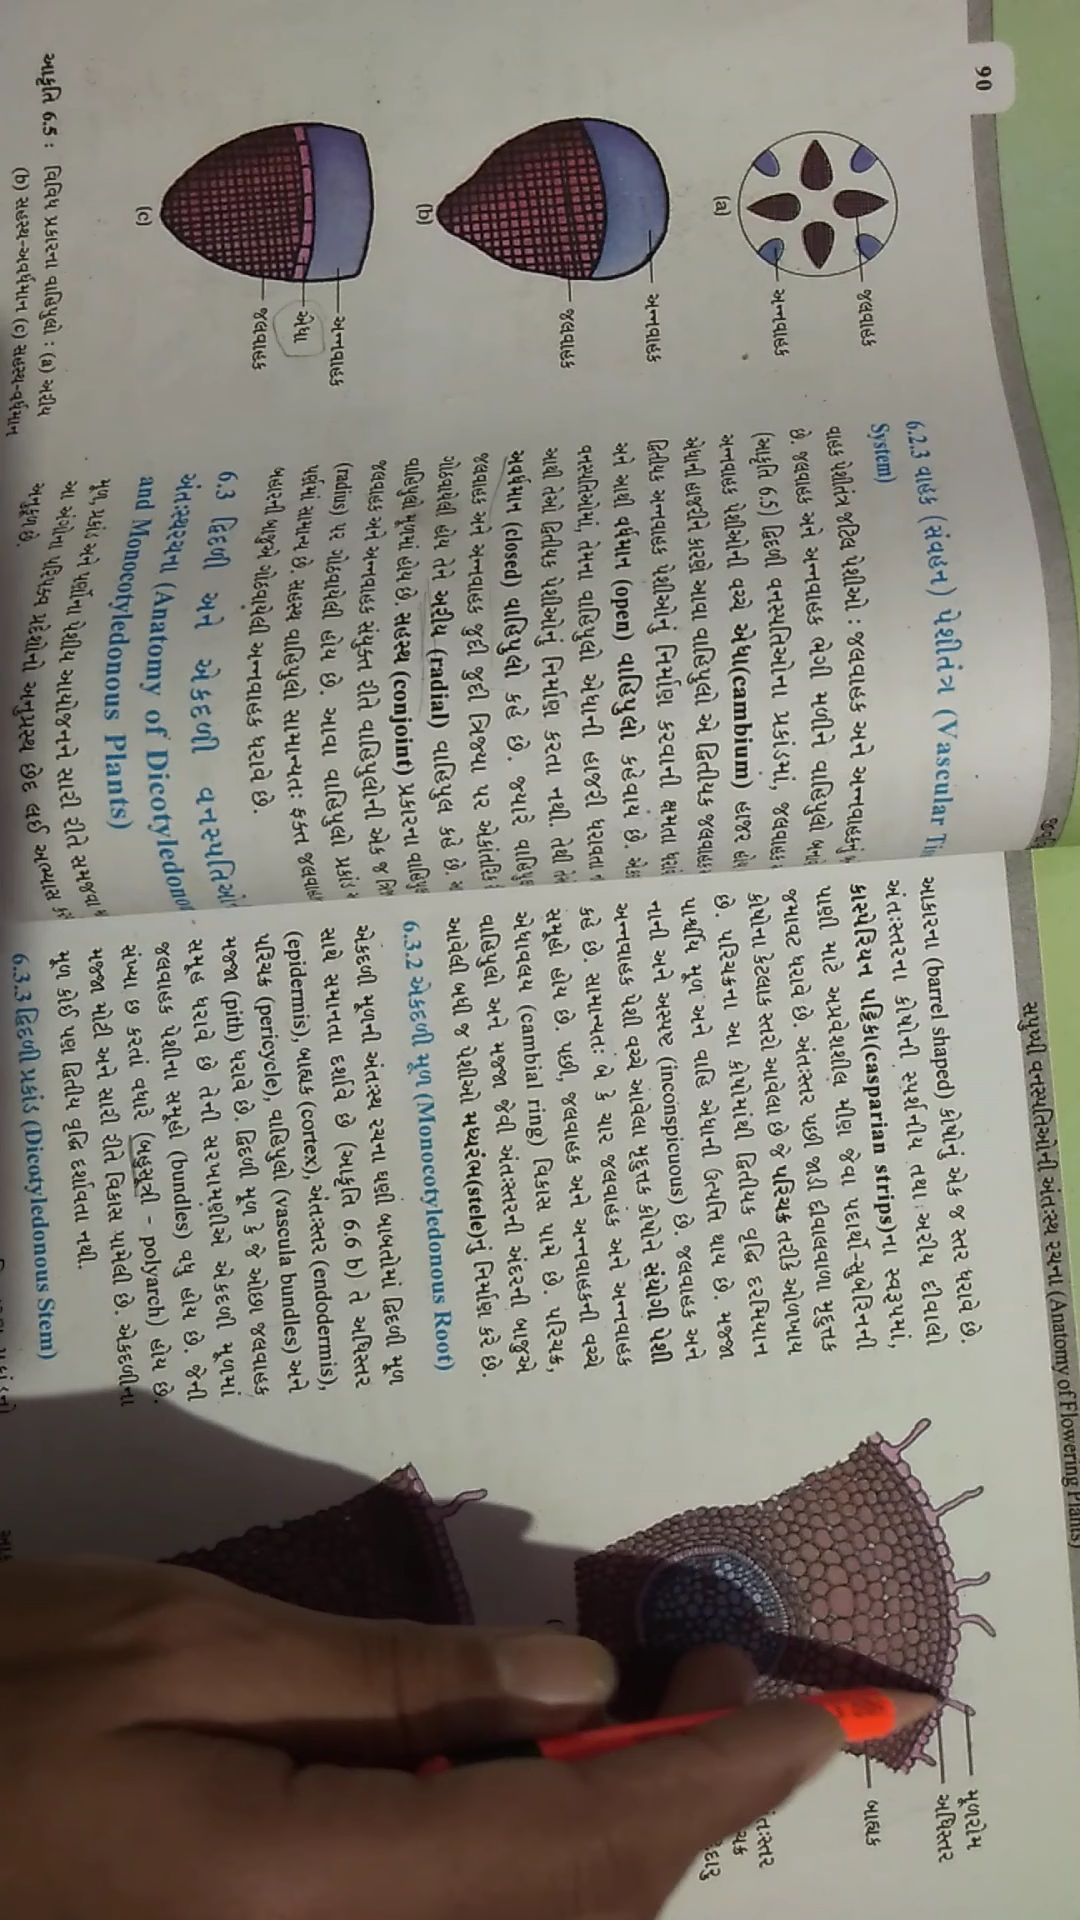 90
જલવાહક
અન્નવાહક
(a)
અન્નવાહક
જલવાહક
(b)
અન્નવાહક
એધા
જલવાહક
(c)
આકૃતિ 6.5 : વિવિધ પ્રકારના વાહિપુલો : (a) અરીય
(b) સહસ્થ-અવર્ધમાન (c) સહસ્થ-વર્ધમાન
6.2.3 વાહક (સંવહન) પેશીતંત્ર (Vascular
System)
વાહક પેશીતંત્ર જટિલ પેશીઓ : જલવાહક અને અન્નવાહકનું
છે. જલવાહક અને અન્નવાહક ભેગી મળીને વાહિપુલો
(આકૃતિ 6.5) દ્વિદળી વનસ્પતિઓના પ્રકાંડમાં, જલવાહક
અન્નવાહક પેશીઓની વચ્ચે એધા(cambium) હાજર
એધાની હાજરીને કારણે આવા વાહિપુલો એ દ્વિતીયક જલવાહક
દ્વિતીયક અન્નવાહક પેશીઓનું નિર્માણ કરવાની ક્ષમતા
અને આથી વર્ધમાન (open) વાહિપુલો કહેવાય છે.
વનસ્પતિઓમાં, તેમના વાહિપુલો એધાની હાજરી ધરાવતા
આથી તેઓ દ્વિતીયક પેશીઓનું નિર્માણ કરતા નથી. તેથી
અવર્ધમાન (closed) વાહિપુલો કહે છે. જ્યારે
જલવાહક અને અન્નવાહક જુદી જુદી ત્રિજ્યા પર એકાંતરિક
ગોઠવાયેલી હોય તેને અરીય (radial) વાહિપુલ કહે છે.
વાહિપુલો મૂળમાં હોય છે. સહસ્થ (conjoint) પ્રકારના
જલવાહક અને અન્નવાહક સંયુક્ત રીતે વાહિપુલોની એક જ
(radius) પર ગોઠવાયેલી હોય છે. આવા વાહિપુલો પ્રકાંડ
પર્ણમાં સામાન્ય છે. સહસ્થ વાહિપુલો સામાન્યતઃ ફક્ત
બહારની બાજુએ ગોઠવાયેલી અન્નવાહક ધરાવે છે.
6.3 દ્વિદળી અને એકદળી
અંતઃસ્થરચના (Anatomy of
and Monocotyledonous Plants)
મૂળ, પ્રકાંડ અને પર્ણોના પેશીય આયોજનને સારી રીતે સમજવા
આ અંગોના પરિપક્વ પ્રદેશોનો અનુપ્રસ્થ છેદ લઈ અભ્યાસ
અનુકૂળ છે.
સપુષ્પી વનસ્પતિઓની અંતઃસ્થ રચના (Anatomy of Flowering Plants)
આકારના (barrel shaped) કોષોનું એક જ સ્તર ધરાવે છે.
અંતઃસ્તરના કોષોની સ્પર્શનીય તથા અરીય દીવાલો
કાસ્પેરિયન પટ્ટિકા(casparian strips)ના સ્વરૂપમાં,
પાણી માટે અપ્રવેશશીલ મીણ જેવા પદાર્થ-સુબેરિનની
જમાવટ ધરાવે છે. અંતઃસ્તર પછી જાડી દીવાલવાળા મૃદુત્તક
કોષોના કેટલાક સ્તરો આવેલા છે જે પરિચક્ર તરીકે ઓળખાય
છે. પરિચક્રના આ કોષોમાંથી દ્વિતીયક વૃદ્ધિ દરમિયાન
પાર્શ્વીય મૂળ અને વાહિ એધાની ઉત્પત્તિ થાય છે. મજ્જા
નાની અને અસ્પષ્ટ (inconspicuous) છે. જલવાહક અને
અન્નવાહક પેશી વચ્ચે આવેલા મૃદુત્તક કોષોને સંયોગી પેશી
કહે છે. સામાન્યતઃ બે કે ચાર જલવાહક અને અન્નવાહક
સમૂહો હોય છે. પછી, જલવાહક અને અન્નવાહકની વચ્ચે
એધાવલય (cambial ring) વિકાસ પામે છે. પરિચક્ર,
વાહિપુલો અને મજ્જા જેવી અંતઃસ્તરની અંદરની બાજુએ
આવેલી બધી જ પેશીઓ મધ્યરંભ(stele)નું નિર્માણ કરે છે.
6.3.2 એકદળી મૂળ (Monocotyledonous Root)
એકદળી મૂળની અંતઃસ્થ રચના ઘણી બાબતોમાં દ્વિદળી મૂળ
સાથે સમાનતા દર્શાવે છે (આકૃતિ 6.6 b) તે અધિસ્તર
(epidermis), બાહ્યક (cortex), અંતઃસ્તર (endodermis),
પરિચક્ર (pericycle), વાહિપુલો (vascula bundles) અને
મજ્જા (pith) ધરાવે છે. દ્વિદળી મૂળ કે જે ઓછા જલવાહક
સમૂહ ધરાવે છે તેની સરખામણીએ એકદળી મૂળમાં
જલવાહક પેશીના સમૂહો (bundles) વધુ હોય છે. જેની
સંખ્યા છ કરતાં વધારે (બહુસૂત્રી - polyarch) હોય છે.
મજ્જા મોટી અને સારી રીતે વિકાસ પામેલી છે. એકદળીના
મૂળ કોઈ પણ દ્વિતીય વૃદ્ધિ દર્શાવતા નથી.
6.3.3 દ્વિદળી પ્રકાંડ (Dicotyledonous Stem)
મૂળરોમ
અધિસ્તર
બાહ્યક